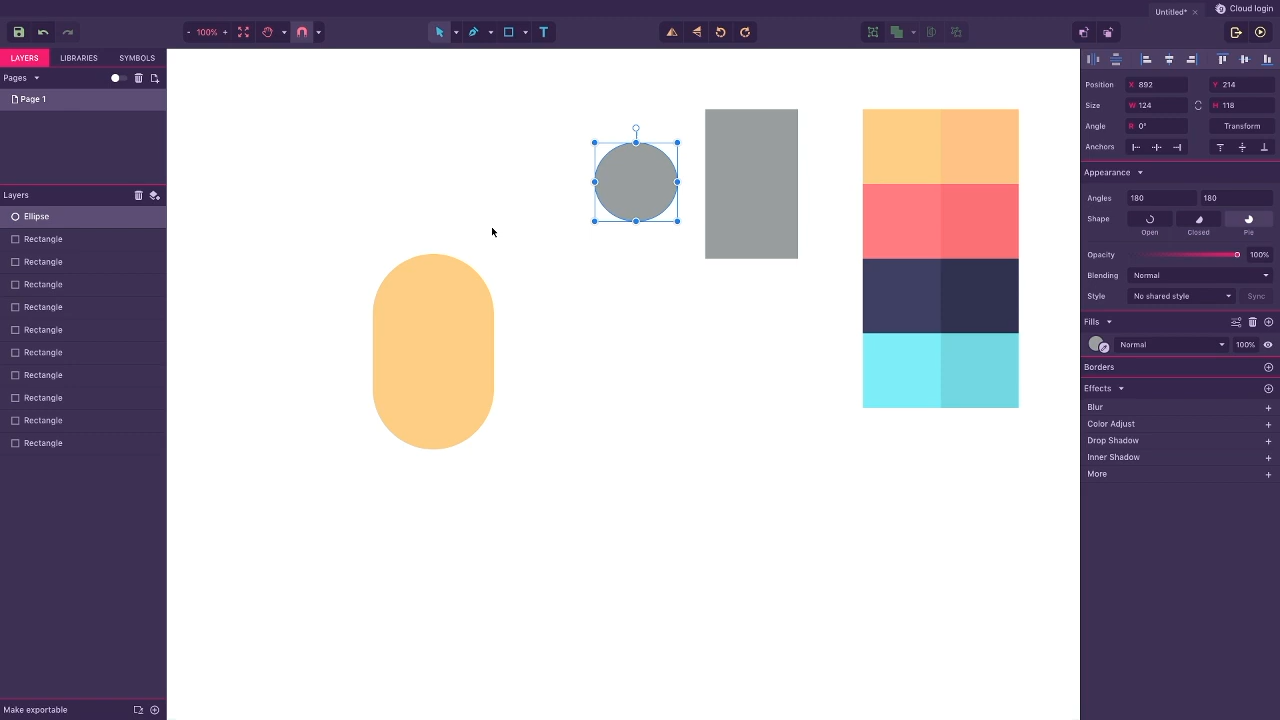 Untitled*
Cloud login
- 100% +
T
LAYERS LIBRARIES SYMBOLS
Pages
Page 1
Layers
Ellipse
Rectangle
Rectangle
Rectangle
Rectangle
Rectangle
Rectangle
Rectangle
Rectangle
Rectangle
Rectangle
Make exportable
Position X 892 Y 214
Size W 124 H 118
Angle R 0° Transform
Anchors
Appearance
Angles 180 180
Shape
Open Closed Pie
Opacity 100%
Blending Normal
Style No shared style Sync
Fills
Normal 100%
Borders
Effects
Blur
Color Adjust
Drop Shadow
Inner Shadow
More